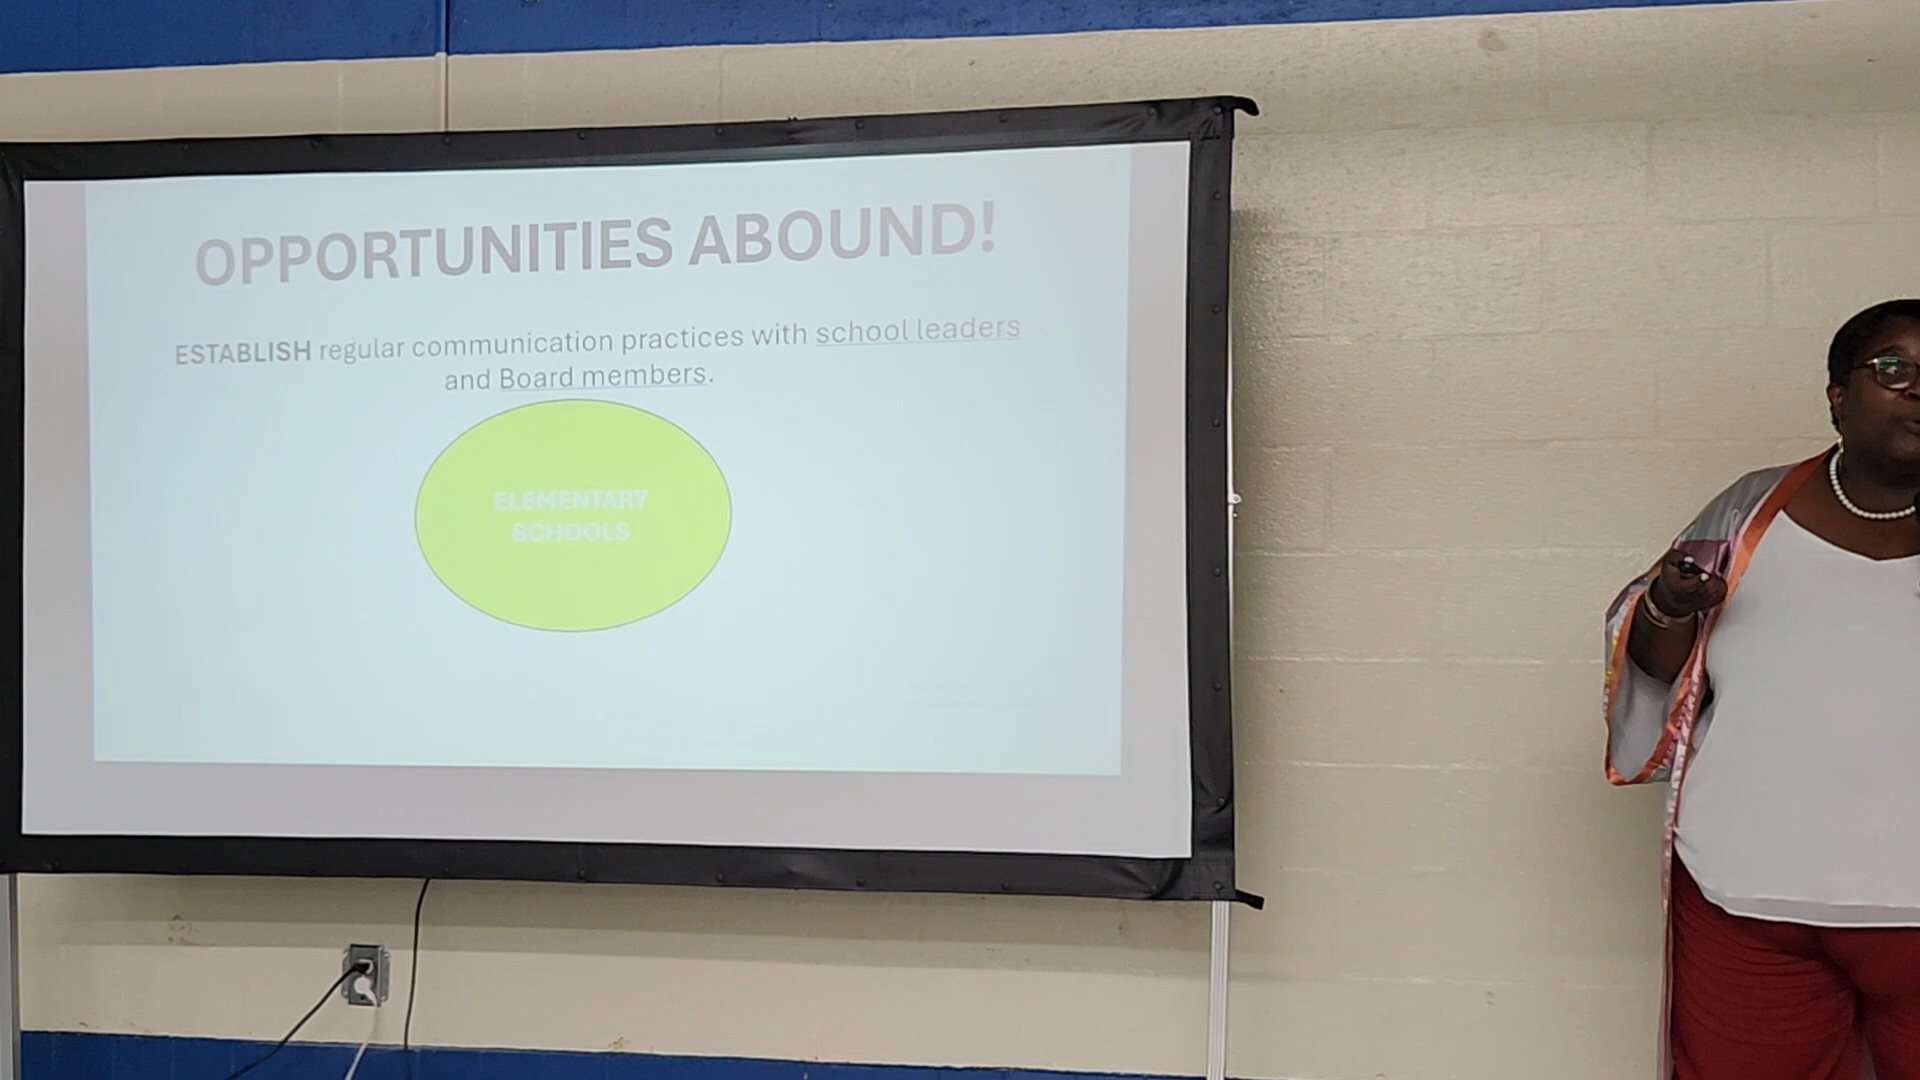 OPPORTUNITIES ABOUND!
ESTABLISH regular communication practices with school leaders
and Board members.
ELEMENTARY
SCHOOLS